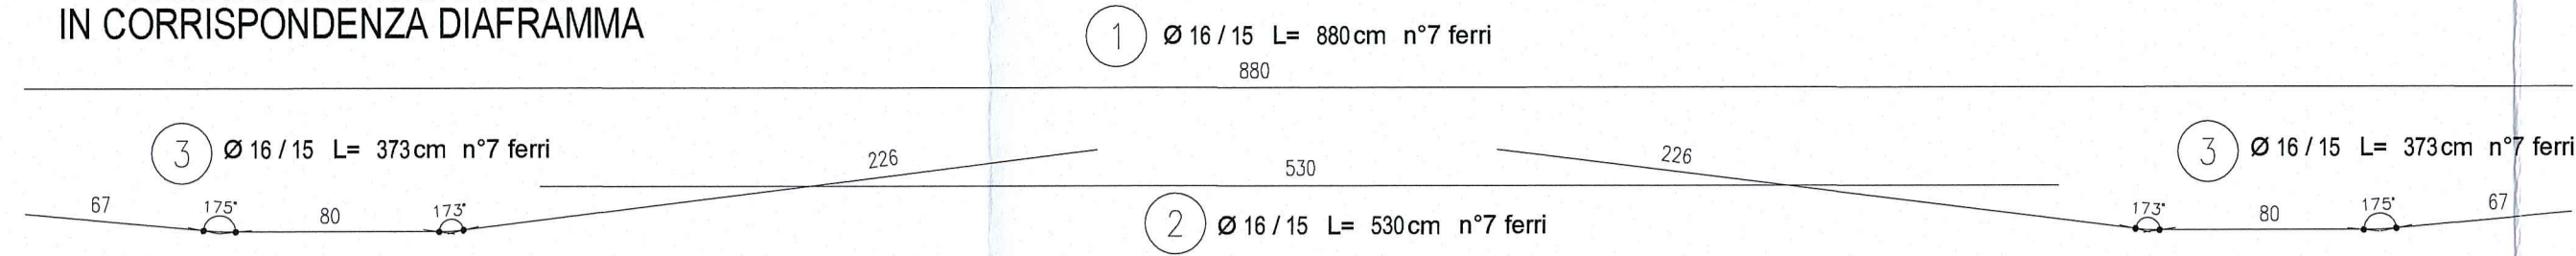 IN CORRISPONDENZA DIAFRAMMA
1 Ø 16 / 15 L= 880cm n°7 ferri
880
3 Ø 16 / 15 L= 373cm n°7 ferri
3 Ø 16 / 15 L= 373cm n°7 ferri
226
530
226
67
175°
80
173°
2 Ø 16 / 15 L= 530cm n°7 ferri
173°
80
175°
67